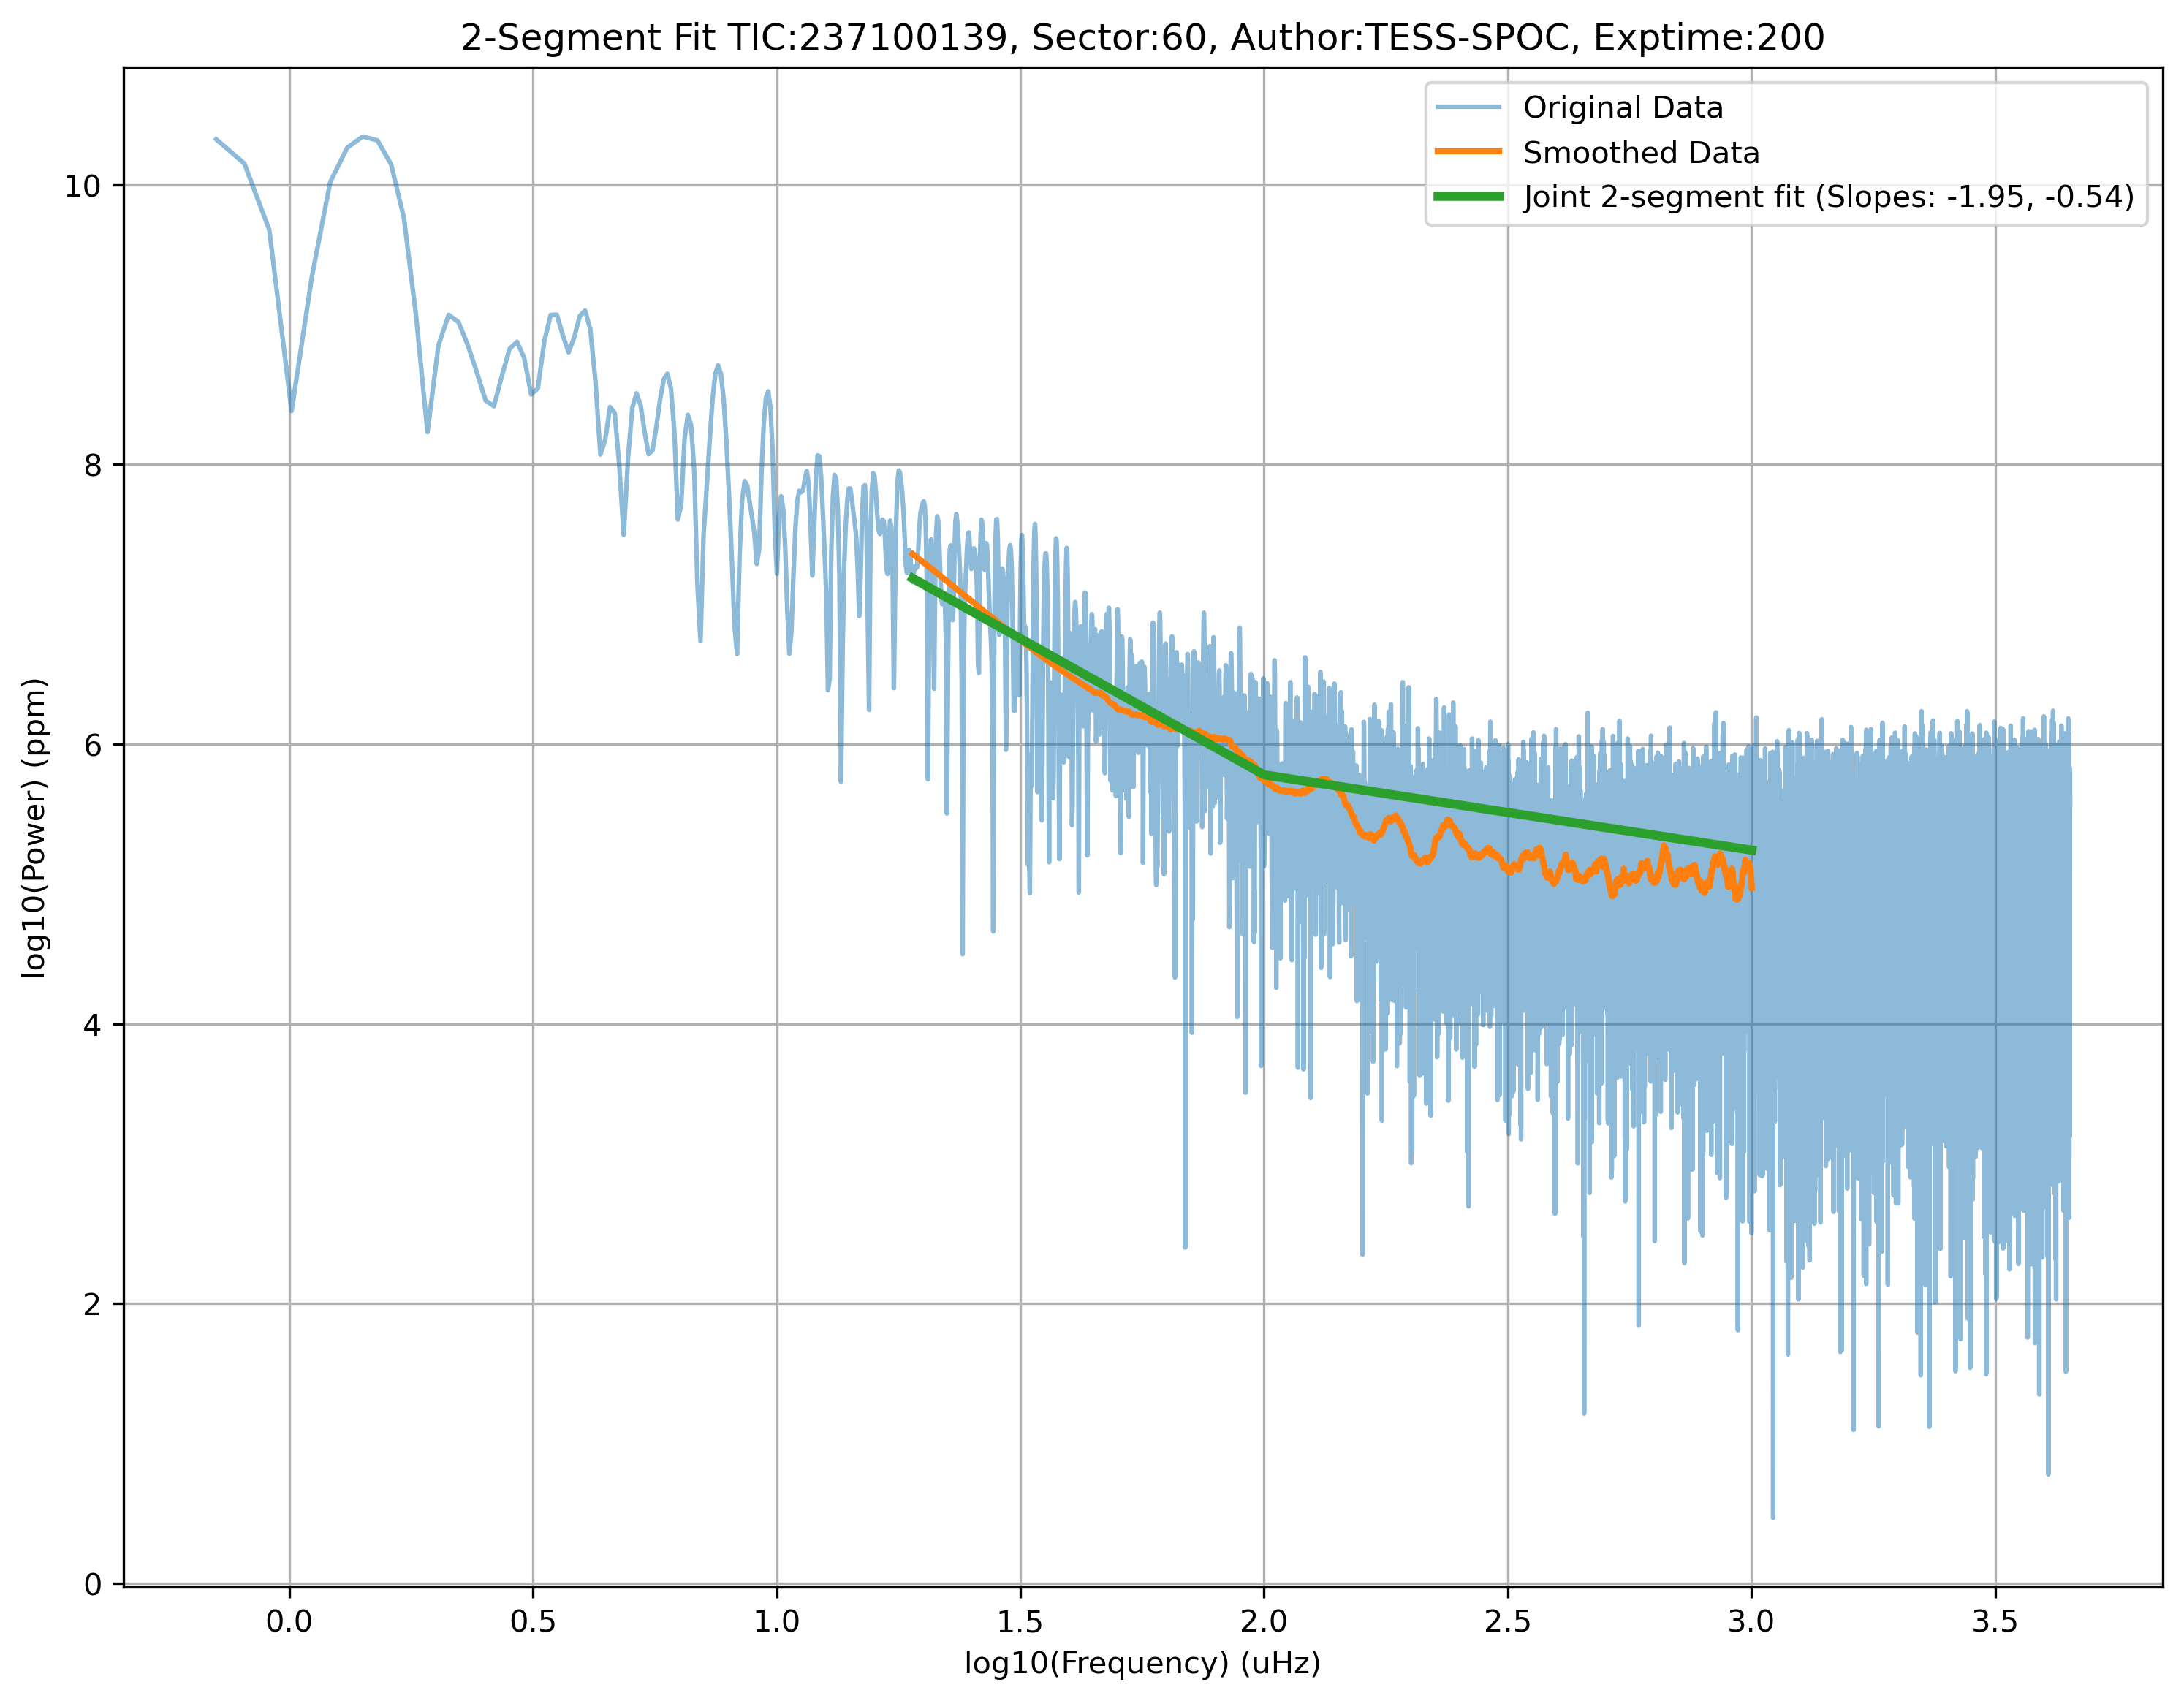 2-Segment Fit TIC:237100139, Sector:60, Author:TESS-SPOC, Exptime:200
Original Data
Smoothed Data
Joint 2-segment fit (Slopes: -1.95, -0.54)
log10(Power) (ppm)
10
8
6
4
2
0
0.0 0.5 1.0 1.5 2.0 2.5 3.0 3.5
log10(Frequency) (uHz)